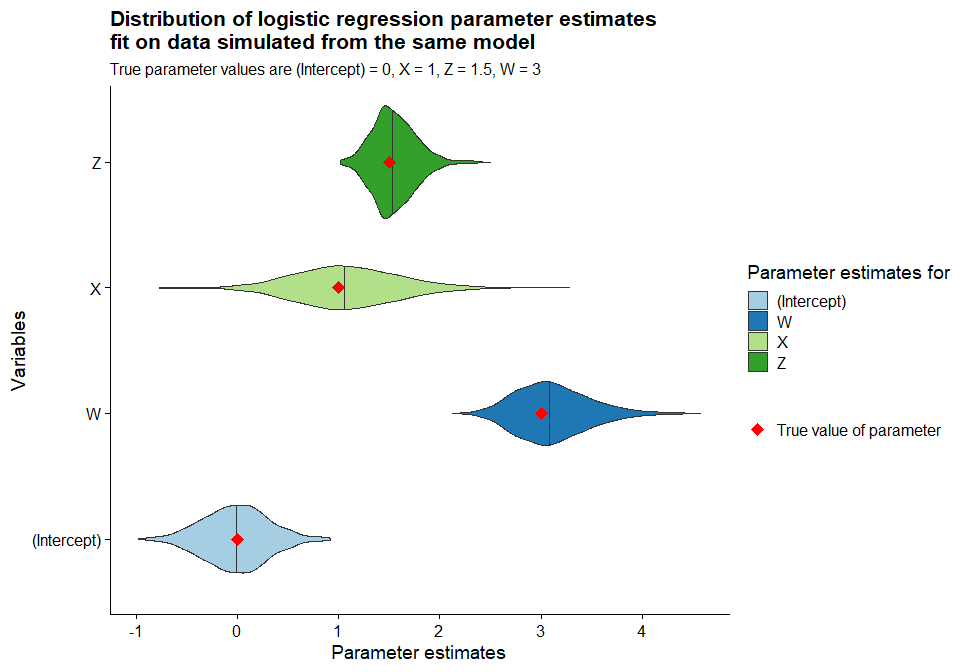 Distribution of logistic regression parameter estimates
fit on data simulated from the same model
True parameter values are (Intercept) = 0, X = 1, Z = 1.5, W = 3
Variables
Z
X
W
(Intercept)
-1
0
1
2
3
4
Parameter estimates
Parameter estimates for
(Intercept)
W
X
Z
True value of parameter